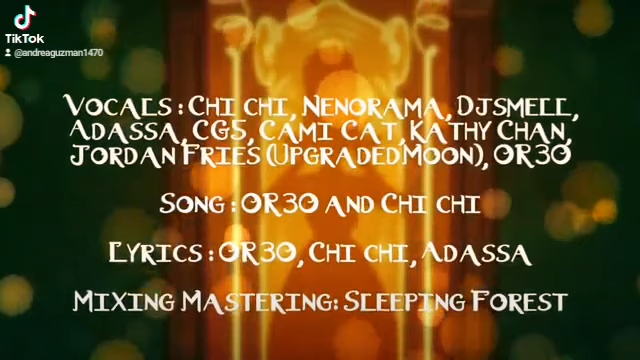 TikTok
@andreaguzman1470
Vocals : Chi chi, Nenorama, Djsmell,
Adassa, CG5, Cami Cat, Kathy Chan,
Jordan Fries (UpgradedMoon), OR3O
Song : OR3O and Chi chi
Lyrics : OR3O, Chi chi, Adassa
Mixing Mastering: Sleeping Forest